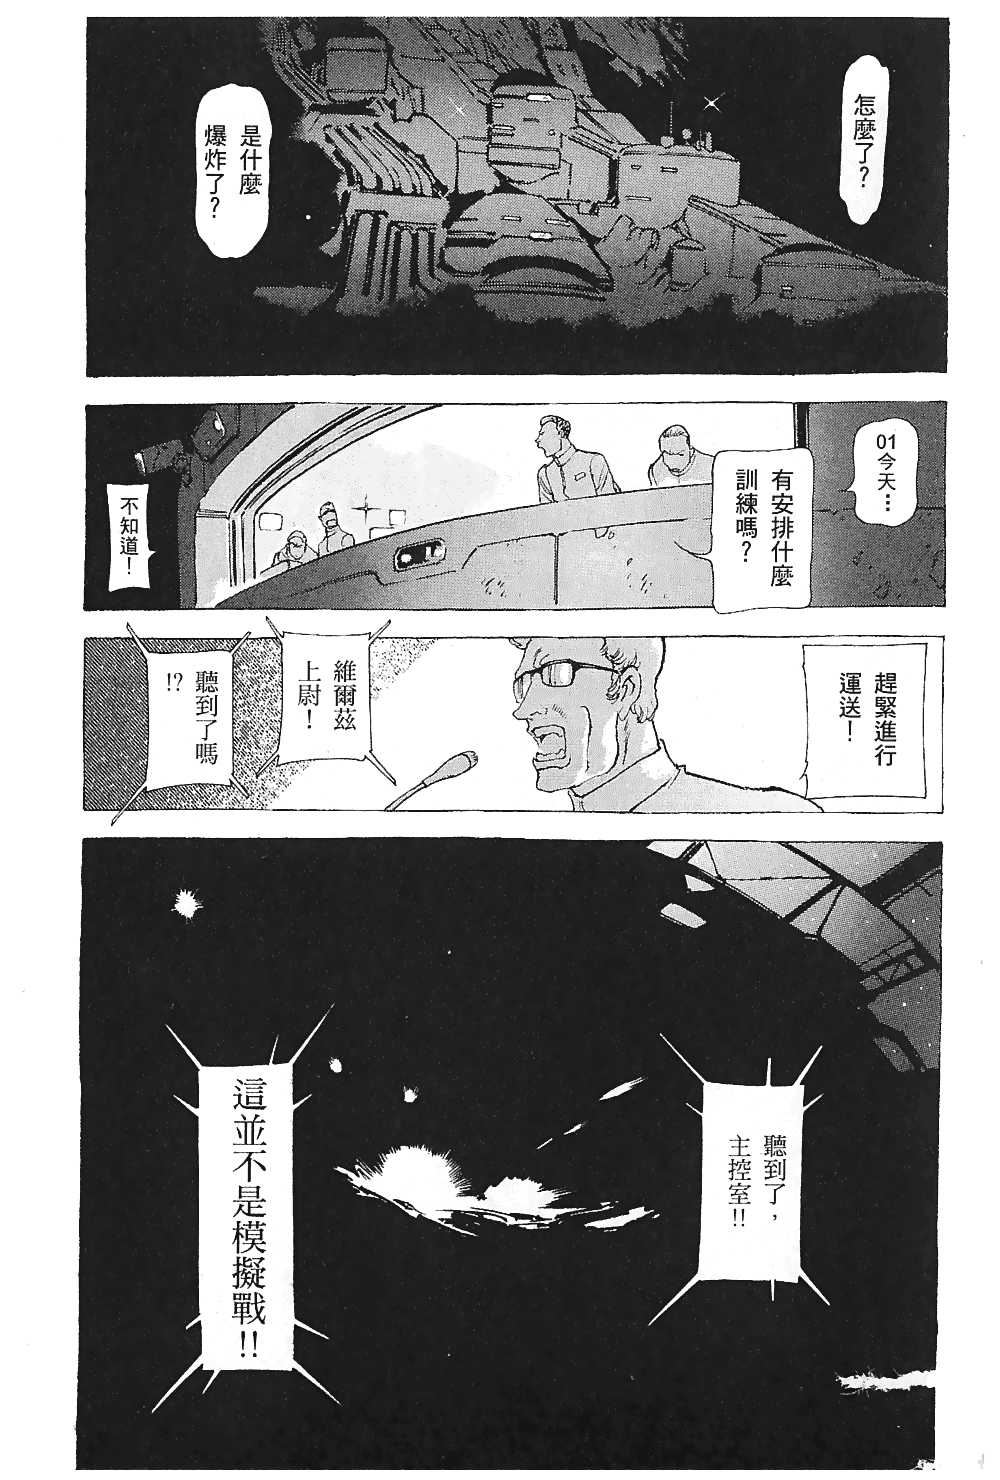 怎麼了？
是什麼
爆炸了？
01今天…
有安排什麼
訓練嗎？
不知道！
趕緊進行
運送！
維爾茲
上尉！
聽到了嗎
!?
聽到了，
主控室!!
這並不是模擬戰!!